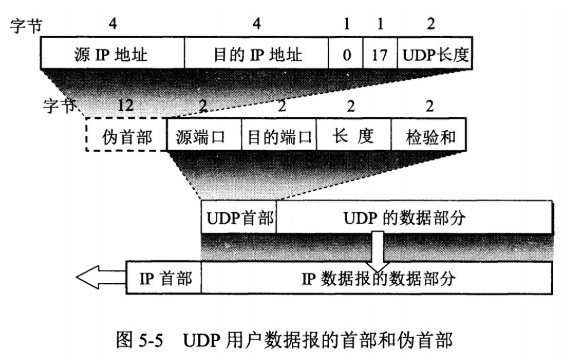 字节 4 4 1 1 2
源 IP 地址 目的 IP 地址 0 17 UDP长度
字节 12 2 2 2 2
伪首部 源端口 目的端口 长 度 检验和
UDP首部 UDP 的数据部分
IP 首部 IP 数据报的数据部分
图 5-5 UDP 用户数据报的首部和伪首部